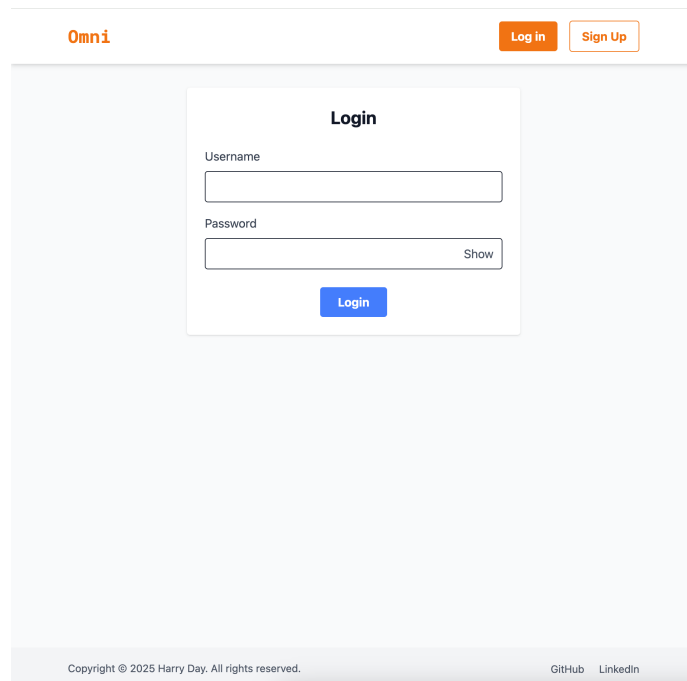 Omni
Log in
Sign Up
Login
Username
Password
Show
Login
Copyright © 2025 Harry Day. All rights reserved.
GitHub
LinkedIn